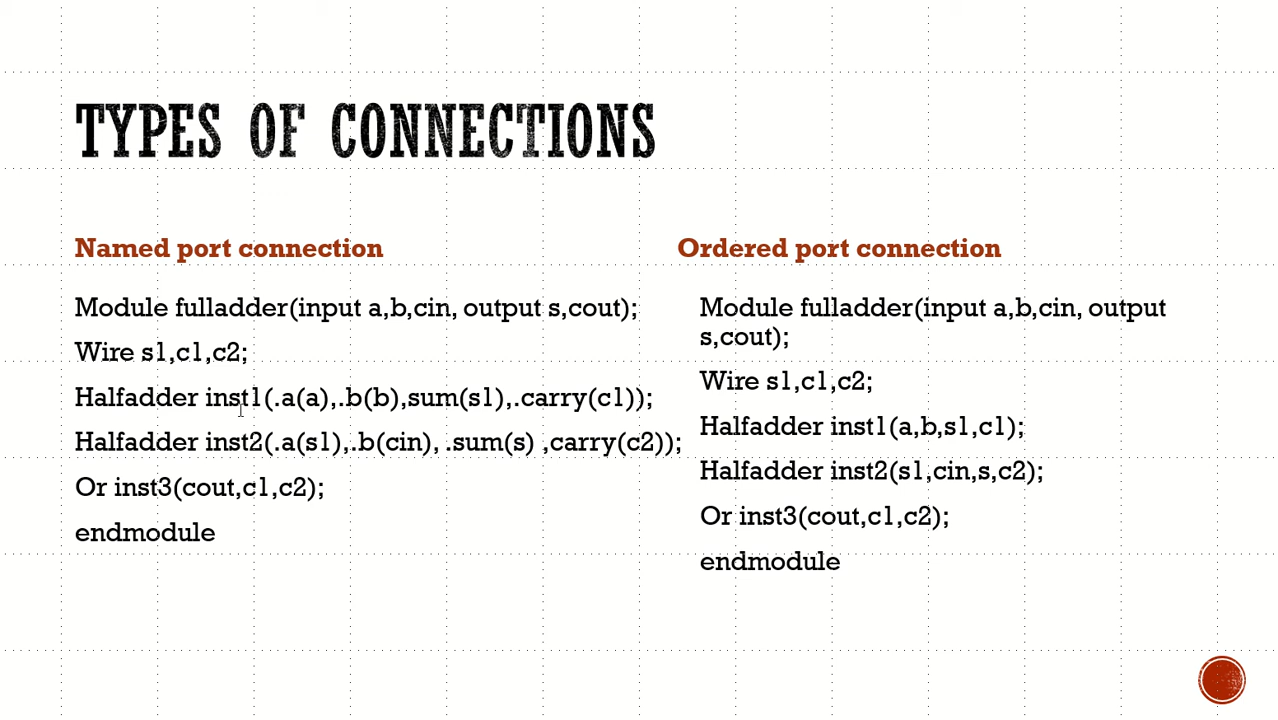 TYPES OF CONNECTIONS
Named port connection
Module fulladder(input a,b,cin, output s,cout);
Wire s1,c1,c2;
Halfadder inst1(.a(a),.b(b),sum(s1),.carry(c1));
Halfadder inst2(.a(s1),.b(cin), .sum(s) ,carry(c2));
Or inst3(cout,c1,c2);
endmodule
Ordered port connection
Module fulladder(input a,b,cin, output
s,cout);
Wire s1,c1,c2;
Halfadder inst1(a,b,s1,c1);
Halfadder inst2(s1,cin,s,c2);
Or inst3(cout,c1,c2);
endmodule